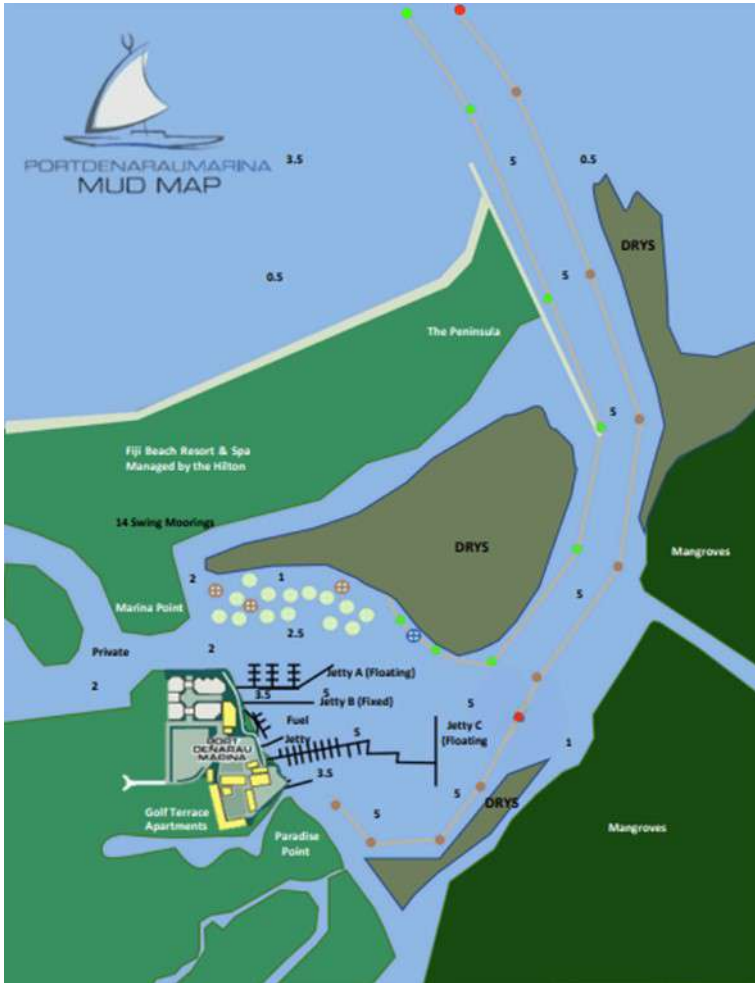 PORTDENARAUMARINA
MUD MAP
3.5
5
0.5
DRYS
0.5
5
The Peninsula
5
Fiji Beach Resort & Spa
Managed by the Hilton
14 Swing Moorings
DRYS
Mangroves
2
1
5
Marina Point
2.5
Private
2
2
Jetty A (Floating)
3.5
5
Jetty B (Fixed)
5
Fuel
Jetty
5
Jetty C
(Floating
PORT
DENARAU
MARINA
1
3.5
5
DRYS
Golf Terrace
Apartments
5
Paradise
Point
Mangroves